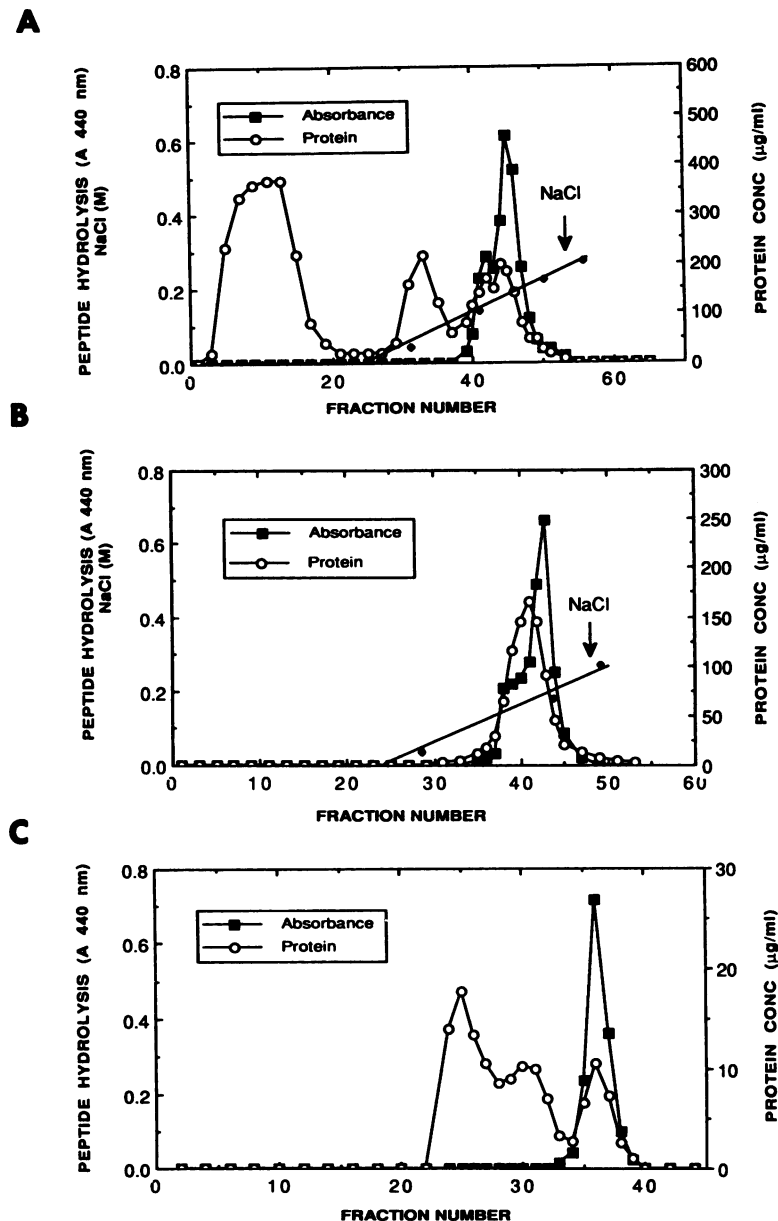 A
PEPTIDE HYDROLYSIS (A 440 nm)
NaCl (M)
0.8
0.6
0.4
0.2
0.0
Absorbance
Protein
NaCl
600
500
400
300
200
100
0
PROTEIN CONC (µg/ml)
0 20 40 60
FRACTION NUMBER
B
PEPTIDE HYDROLYSIS (A 440 nm)
NaCl (M)
0.8
0.6
0.4
0.2
0.0
Absorbance
Protein
NaCl
300
250
200
150
100
50
0
PROTEIN CONC (µg/ml)
0 10 20 30 40 50 60
FRACTION NUMBER
C
PEPTIDE HYDROLYSIS (A 440 nm)
0.8
0.6
0.4
0.2
0.0
Absorbance
Protein
30
20
10
0
PROTEIN CONC (µg/ml)
0 10 20 30 40
FRACTION NUMBER